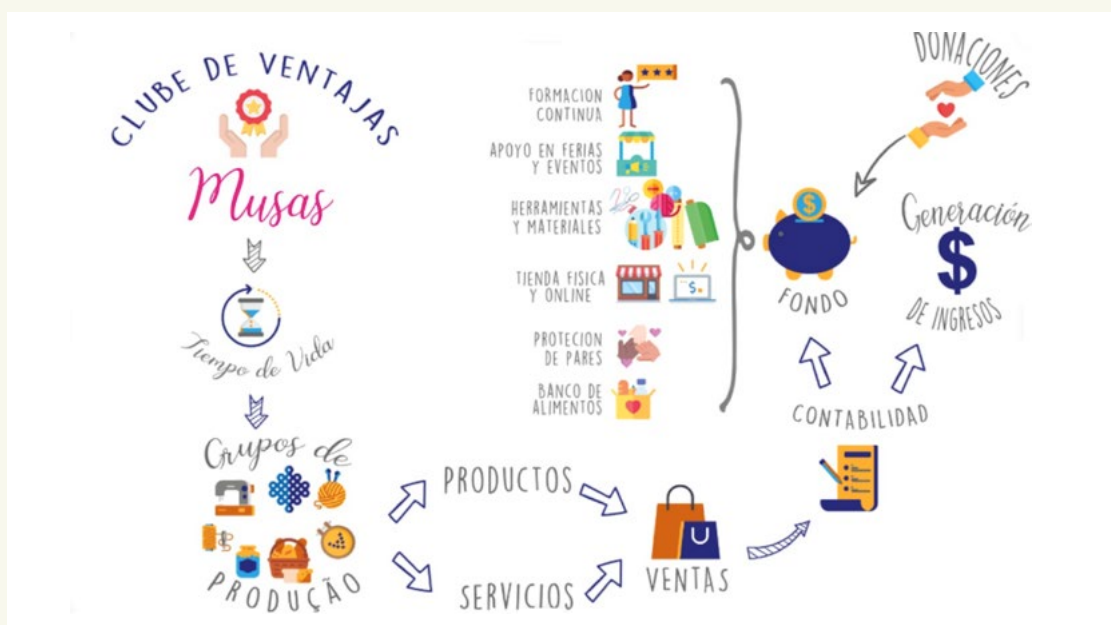 CLUBE DE VENTAJAS
Musas
Tiempo de Vida
Grupos de
PRODUÇÃO
PRODUCTOS
SERVICIOS
VENTAS
CONTABILIDAD
FONDO
Generación
$
DE INGRESOS
DONACIONES
FORMACION
CONTINUA
APOYO EN FERIAS
Y EVENTOS
HERRAMIENTAS
Y MATERIALES
TIENDA FISICA
Y ONLINE
PROTECION
DE PARES
BANCO DE
ALIMENTOS